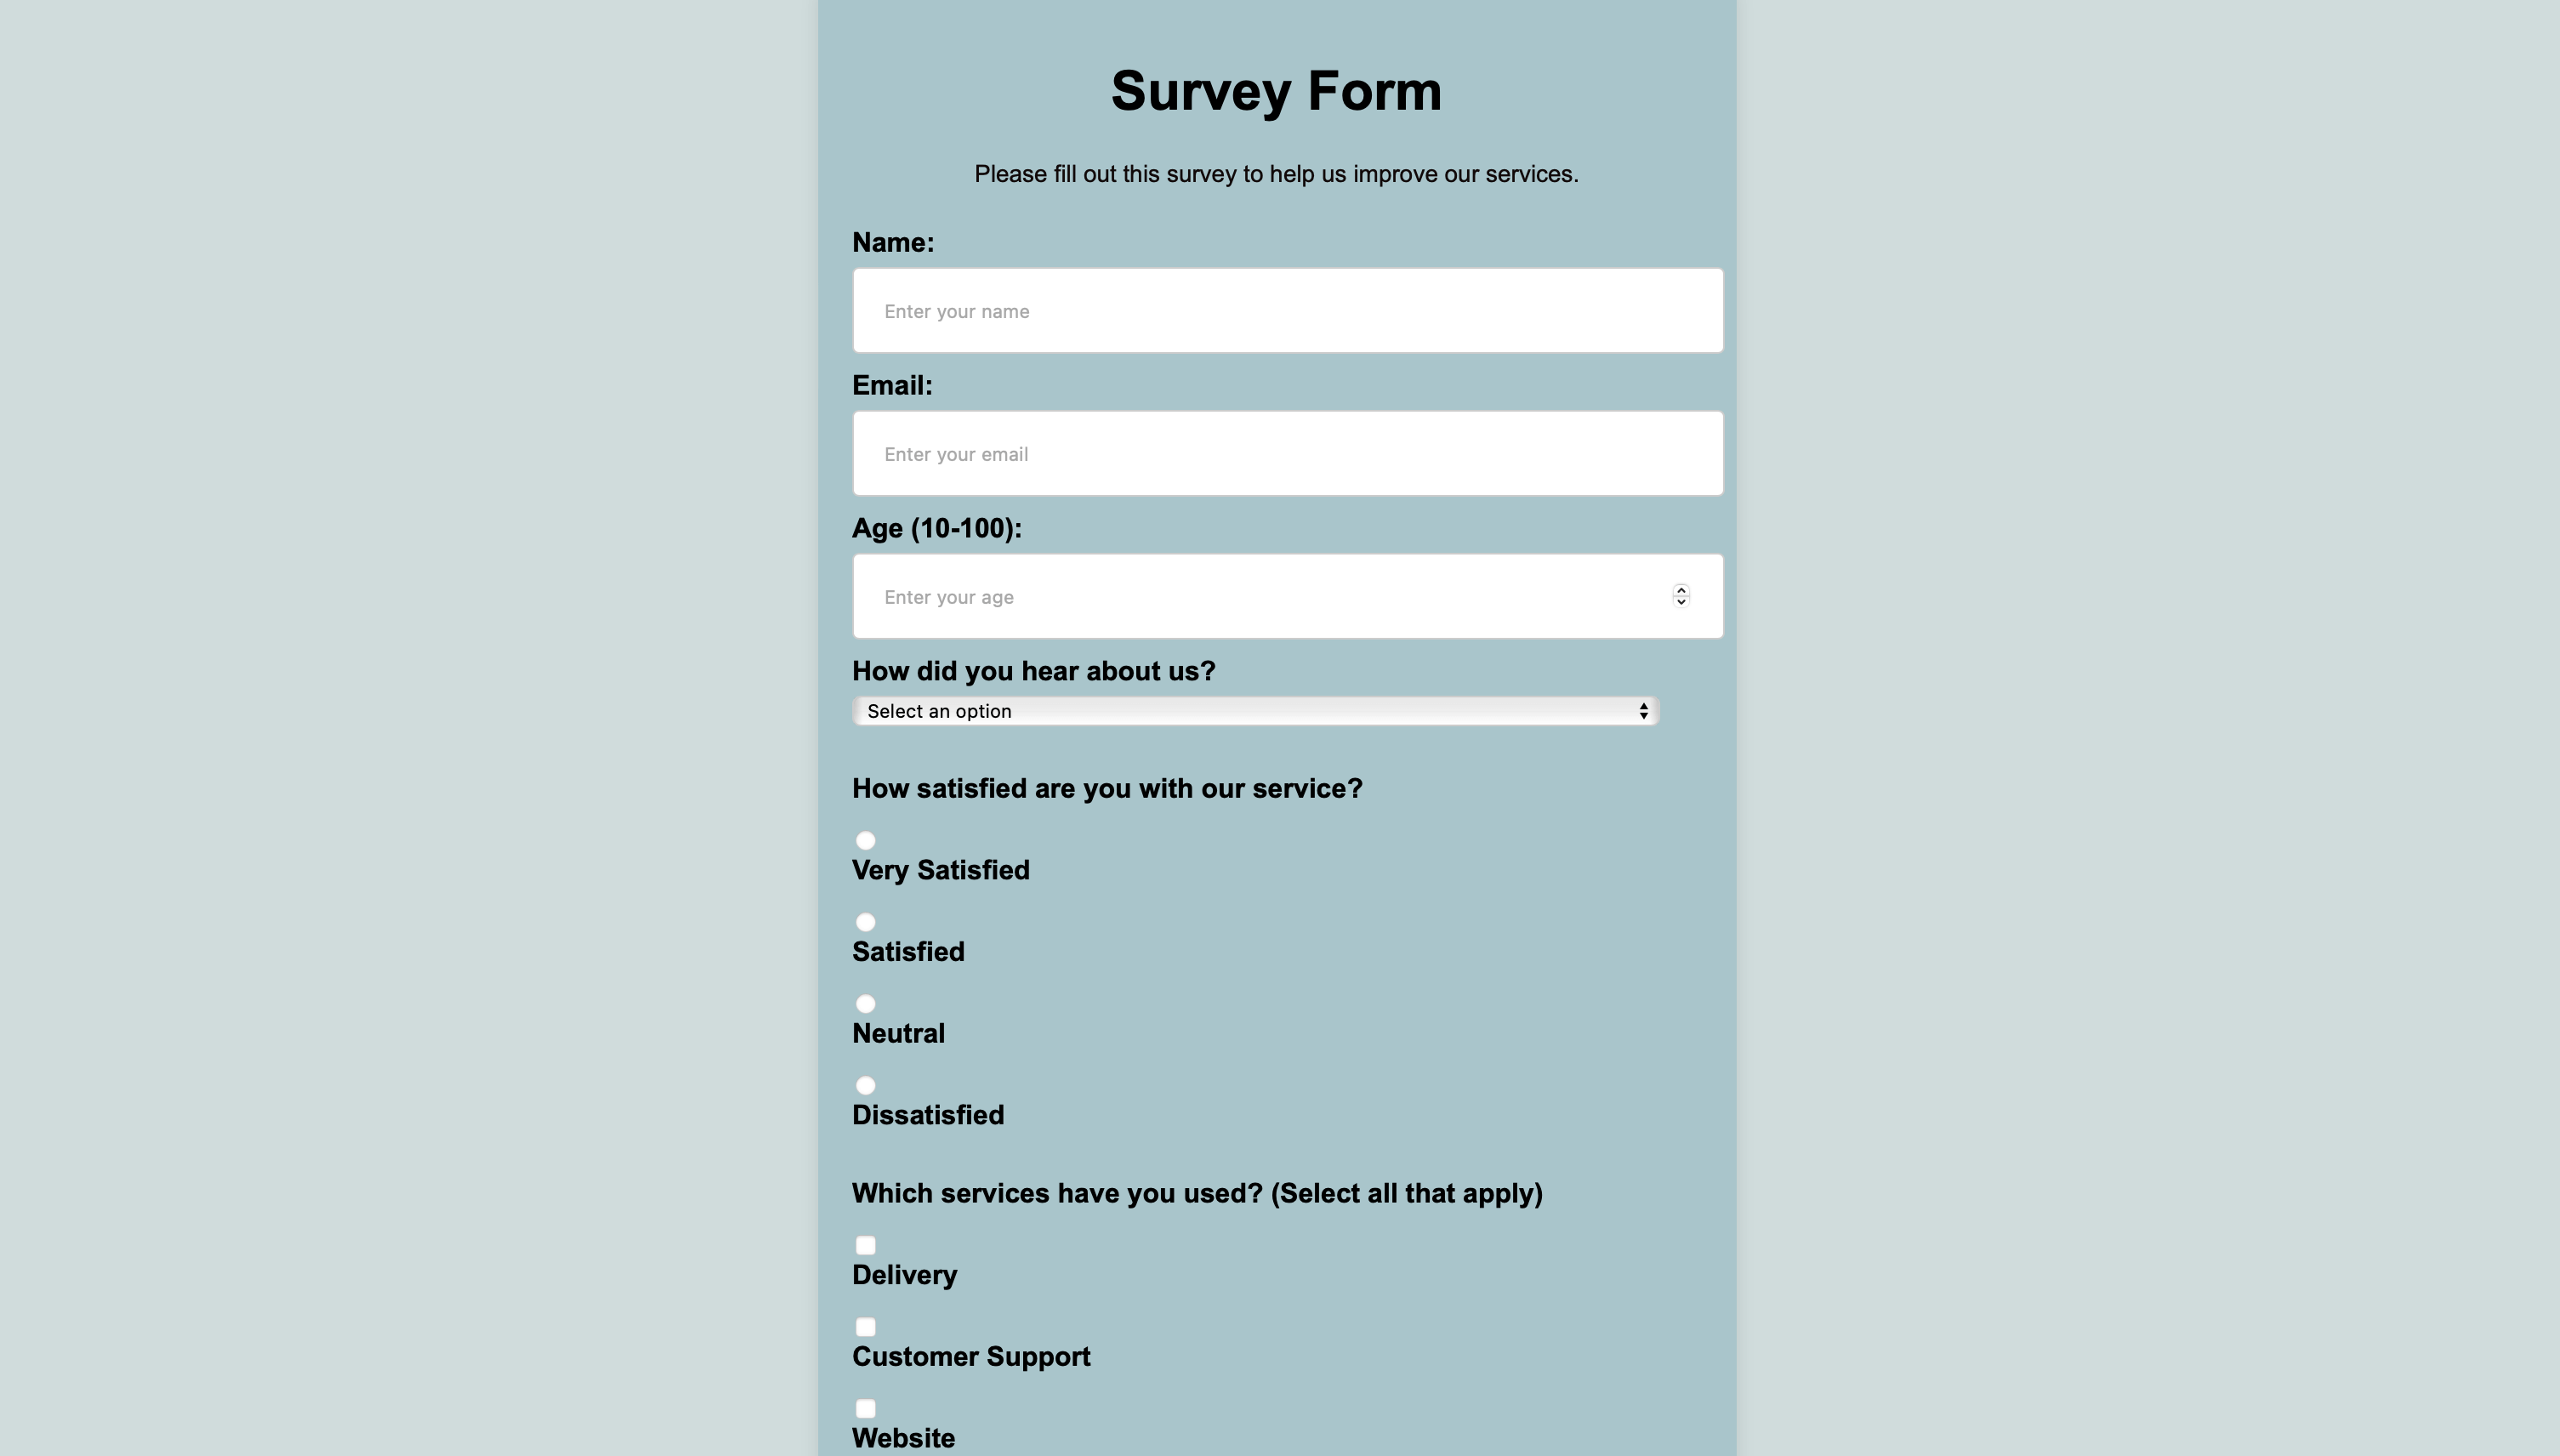 Survey Form
Please fill out this survey to help us improve our services.
Name:
Enter your name
Email:
Enter your email
Age (10-100):
Enter your age
How did you hear about us?
Select an option
How satisfied are you with our service?
Very Satisfied
Satisfied
Neutral
Dissatisfied
Which services have you used? (Select all that apply)
Delivery
Customer Support
Website